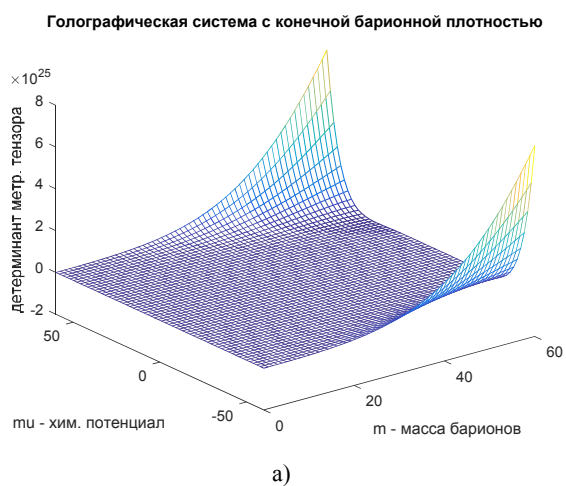 Голографическая система с конечной барионной плотностью
×10^25
8
6
4
2
0
-2
детерминант метр. тензора
50
0
-50
mu - хим. потенциал
0
20
40
60
m - масса барионов
а)